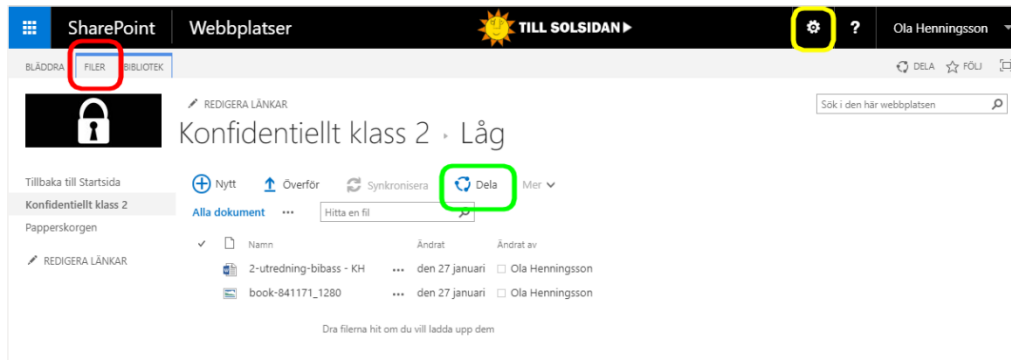 SharePoint Webbplatser TILL SOLSIDAN ? Ola Henningsson
BLÄDDRA FILER BIBLIOTEK DELA FÖLJ
REDIGERA LÄNKAR Sök i den här webbplatsen
Konfidentiellt klass 2 Låg
Tillbaka till Startsida
Konfidentiellt klass 2
Papperskorgen
REDIGERA LÄNKAR
Nytt Överför Synkronisera Dela Mer
Alla dokument ••• Hitta en fil
Namn Ändrat Ändrat av
2-utredning-bibass - KH ••• den 27 januari Ola Henningsson
book-841171_1280 ••• den 27 januari Ola Henningsson
Dra filerna hit om du vill ladda upp dem